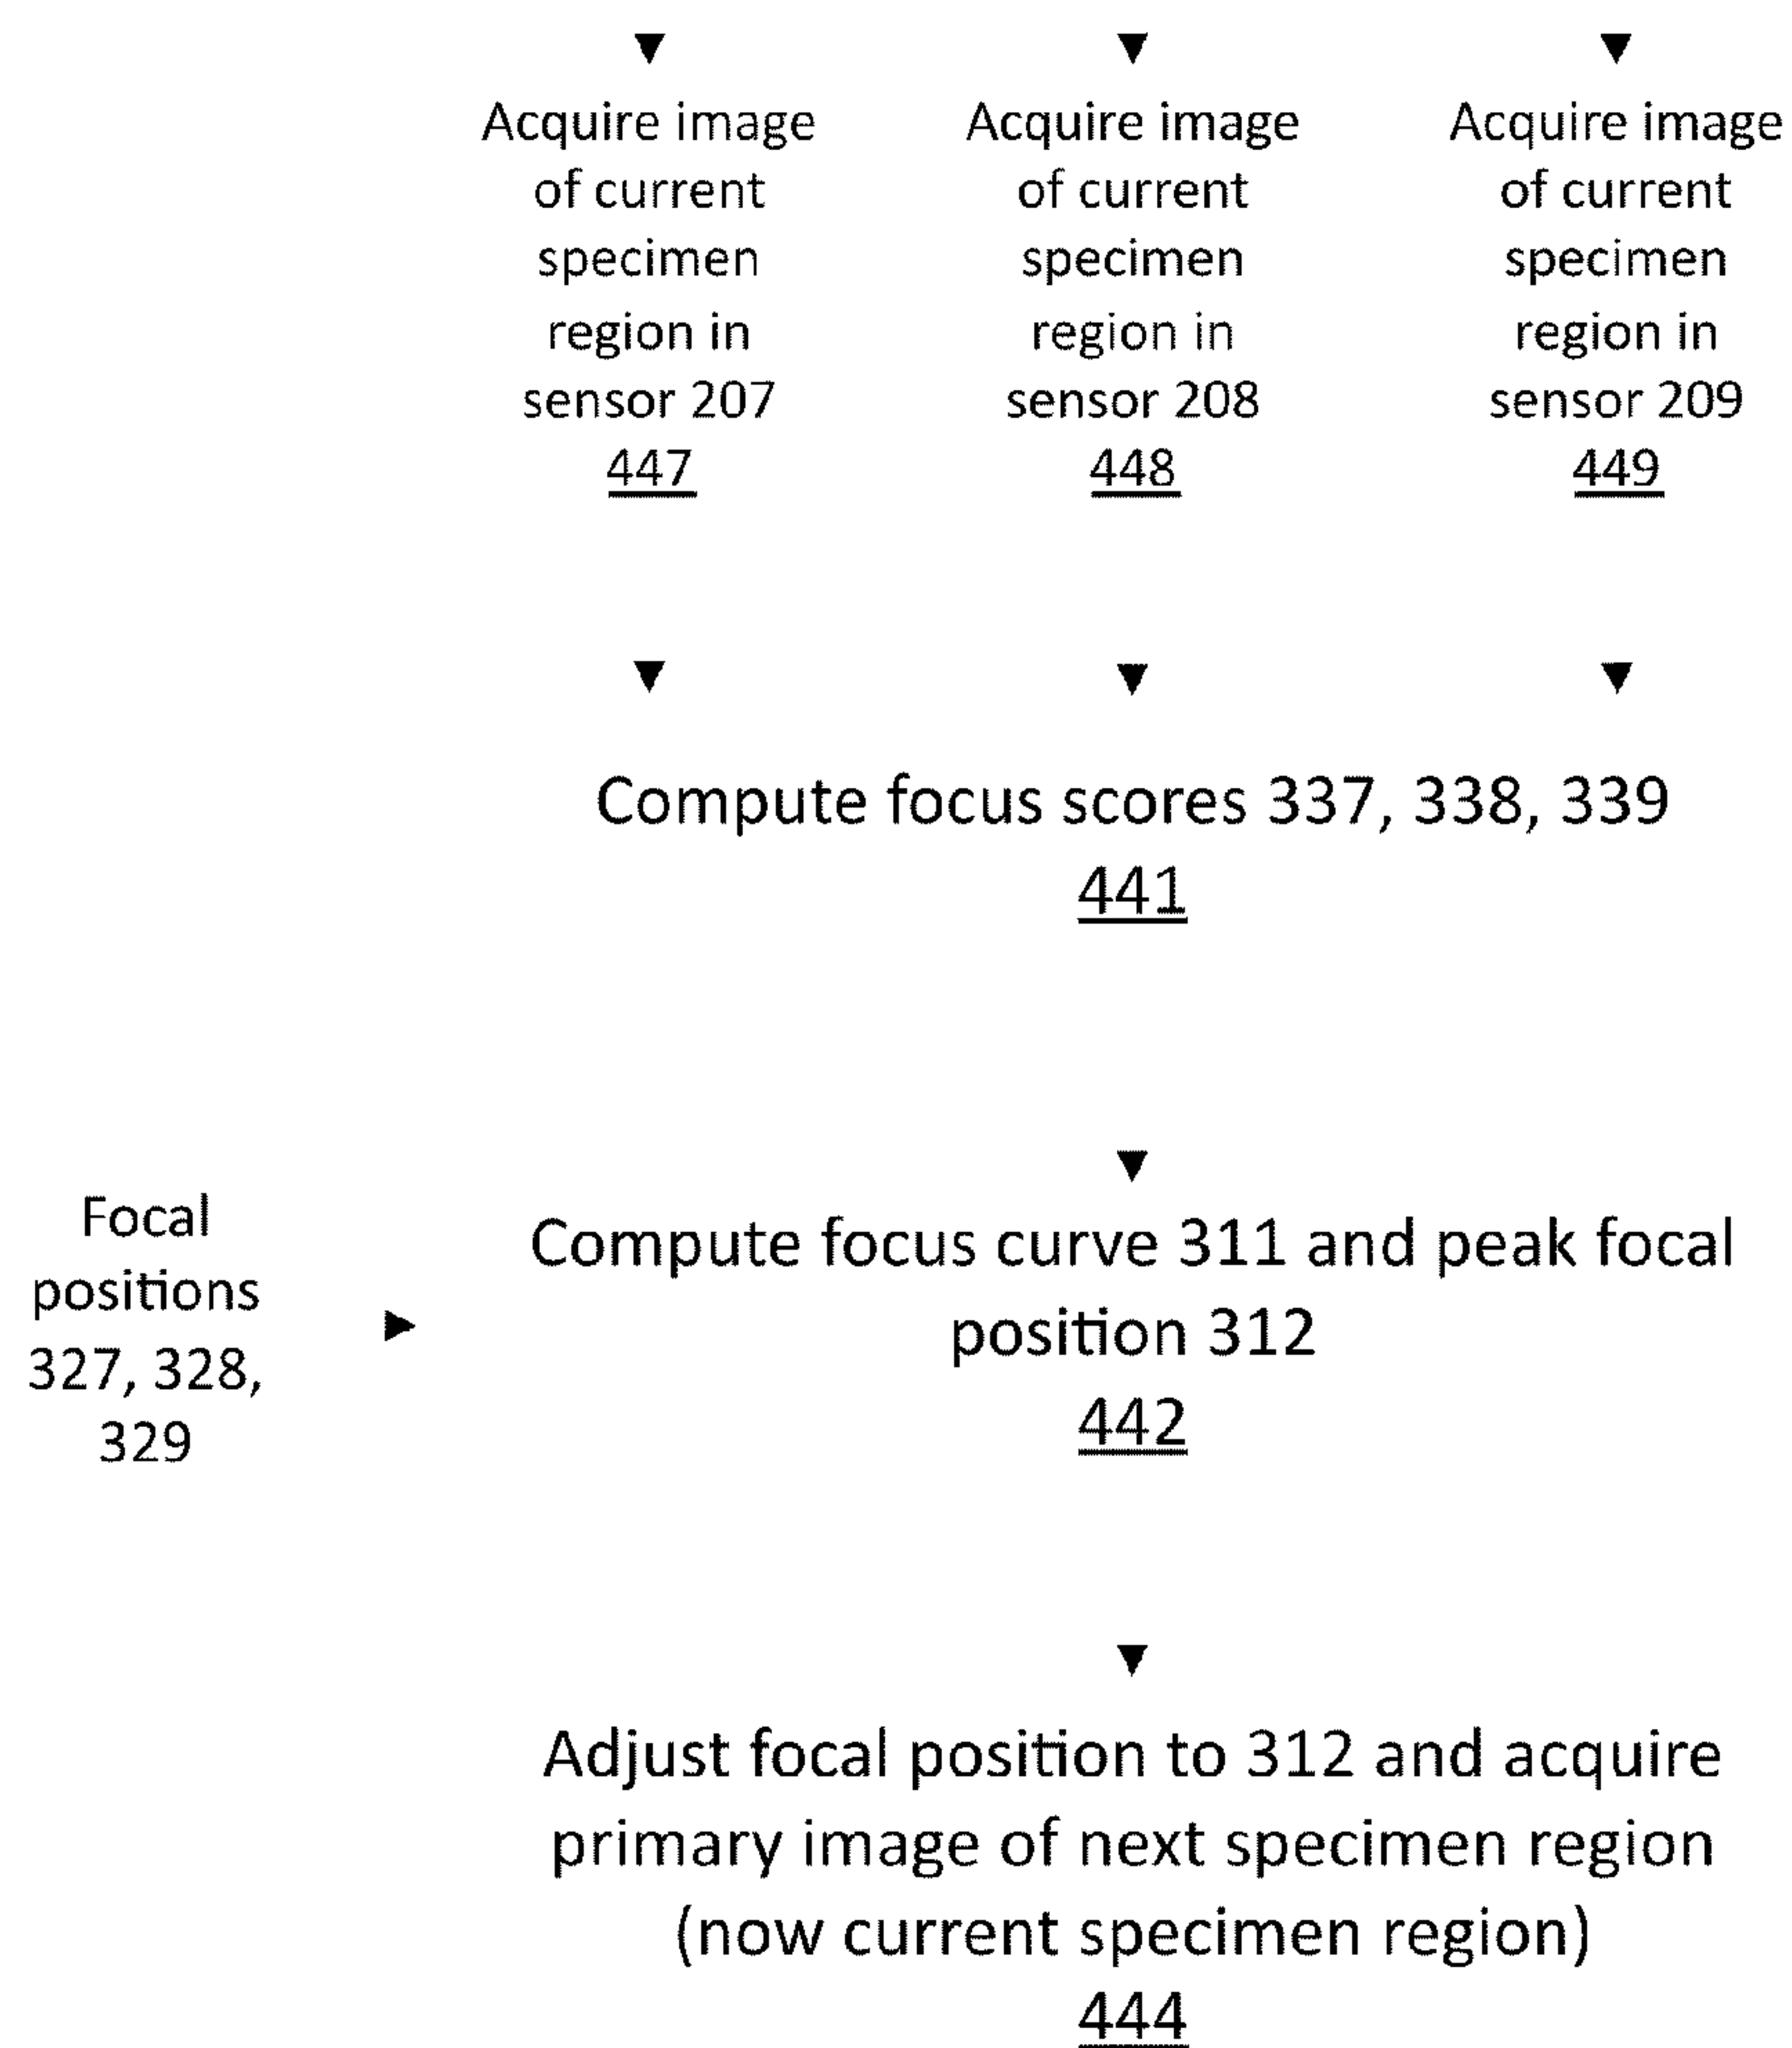 Acquire image
of current
specimen
region in
sensor 207
447
Acquire image
of current
specimen
region in
sensor 208
448
Acquire image
of current
specimen
region in
sensor 209
449
Compute focus scores 337, 338, 339
441
Focal
positions
327, 328,
329
Compute focus curve 311 and peak focal
position 312
442
Adjust focal position to 312 and acquire
primary image of next specimen region
(now current specimen region)
444